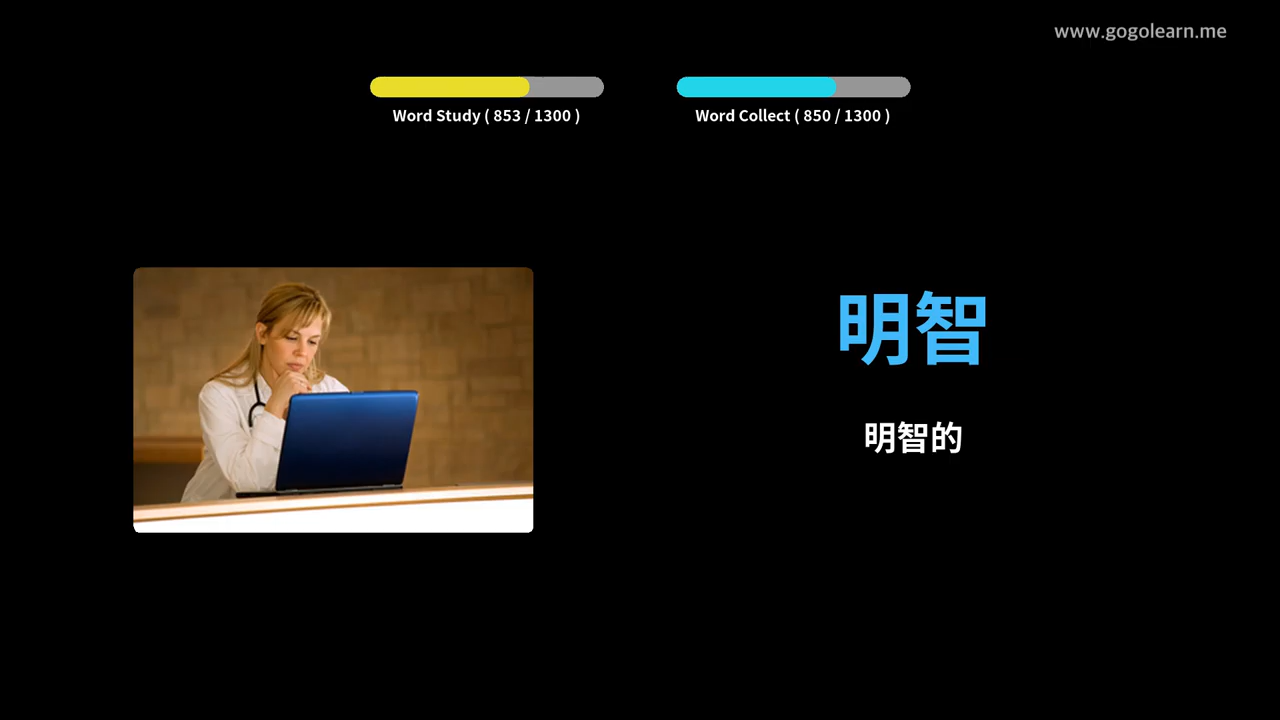 www.gogolearn.me
Word Study ( 853 / 1300 )
Word Collect ( 850 / 1300 )
明智
明智的